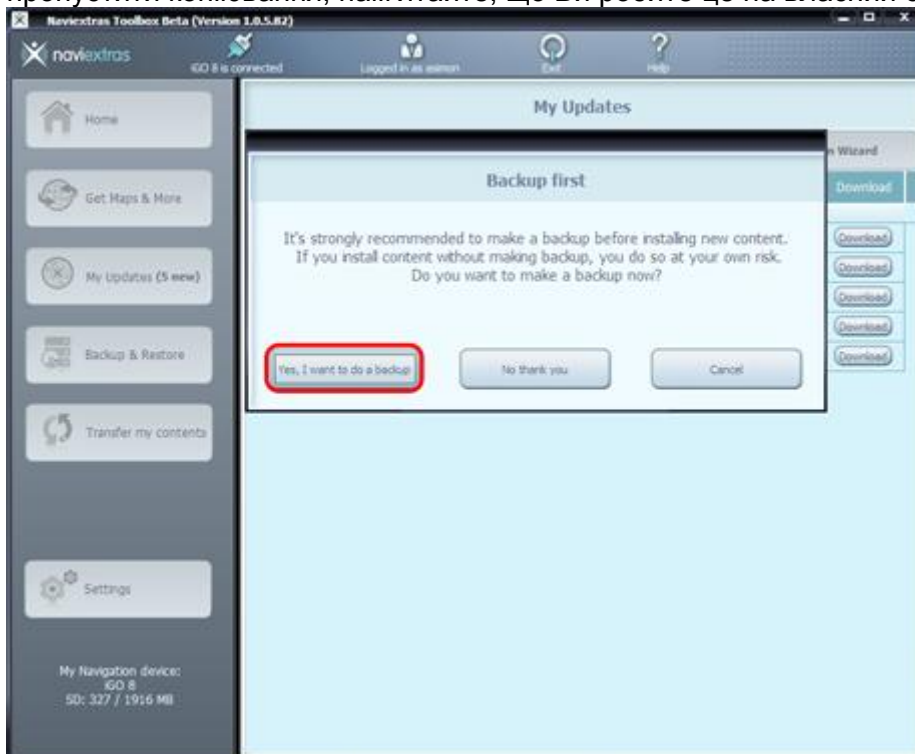 Naviextras Toolbox Beta (Version 1.0.5.82)
naviextras
iGO 8 is connected
Logged in as
Exit
Help
Home
My Updates
n Wizard
Get Maps & More
Download
Backup first
It's strongly recommended to make a backup before installing new content.
If you install content without making backup, you do so at your own risk.
Do you want to make a backup now?
My Updates (5 new)
Download
Download
Download
Download
Download
Backup & Restore
Yes, I want to do a backup
No thank you
Cancel
Transfer my contents
Settings
My Navigation device:
iGO 8
SD: 327 / 1916 MB